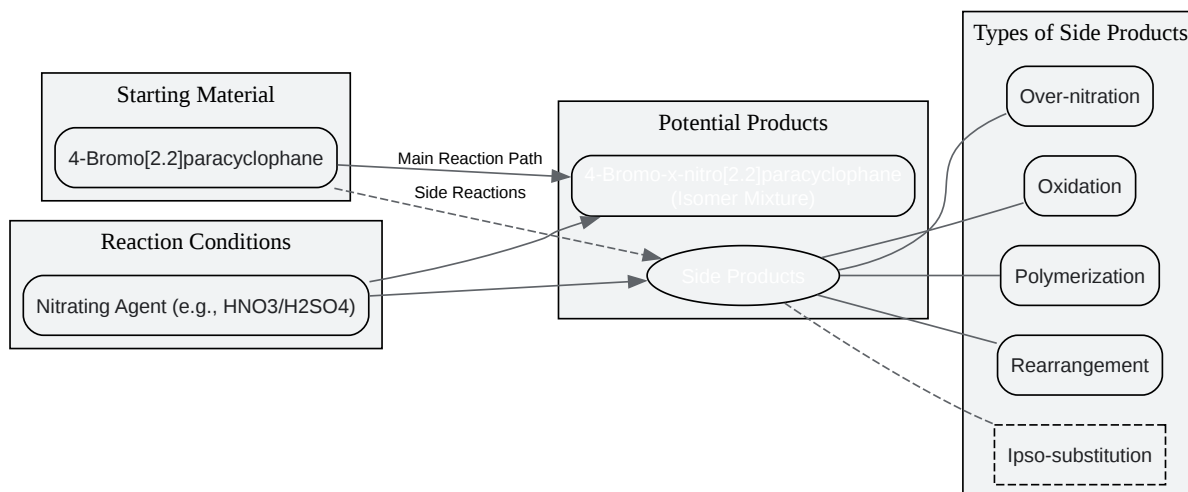 Types of Side Products
Over-nitration
Starting Material
Potential Products
4-Bromo[2.2]paracyclophane
Main Reaction Path
Side Reactions
4-Bromo-x-nitro[2.2]paracyclophane
(Isomer Mixture)
Oxidation
Reaction Conditions
Nitrating Agent (e.g., HNO3/H2SO4)
Side Products
Polymerization
Rearrangement
Ipso-substitution